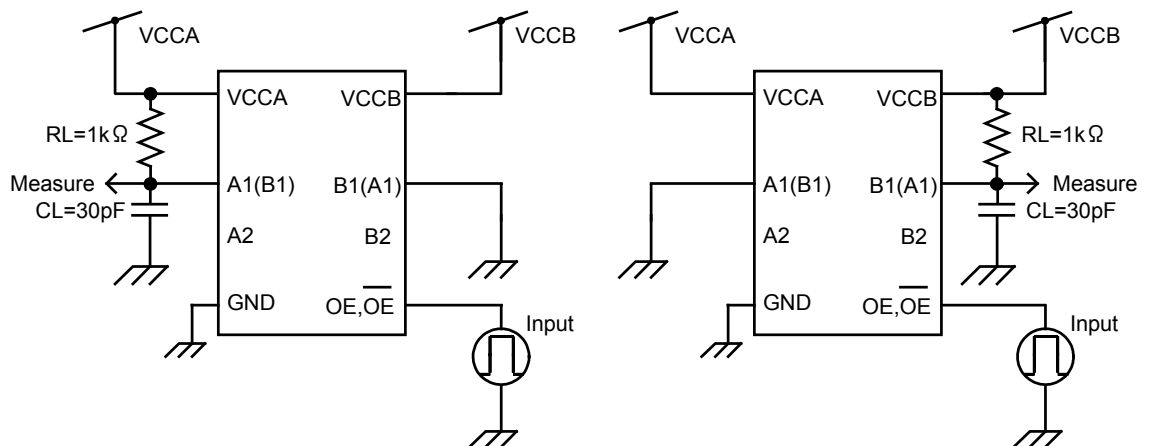 VCCA
VCCB
VCCA
VCCB
RL=1kΩ
Measure
A1(B1)
B1(A1)
CL=30pF
A2
B2
GND
OE,OE
Input
VCCA
VCCB
VCCA
VCCB
RL=1kΩ
A1(B1)
B1(A1)
Measure
CL=30pF
A2
B2
GND
OE,OE
Input